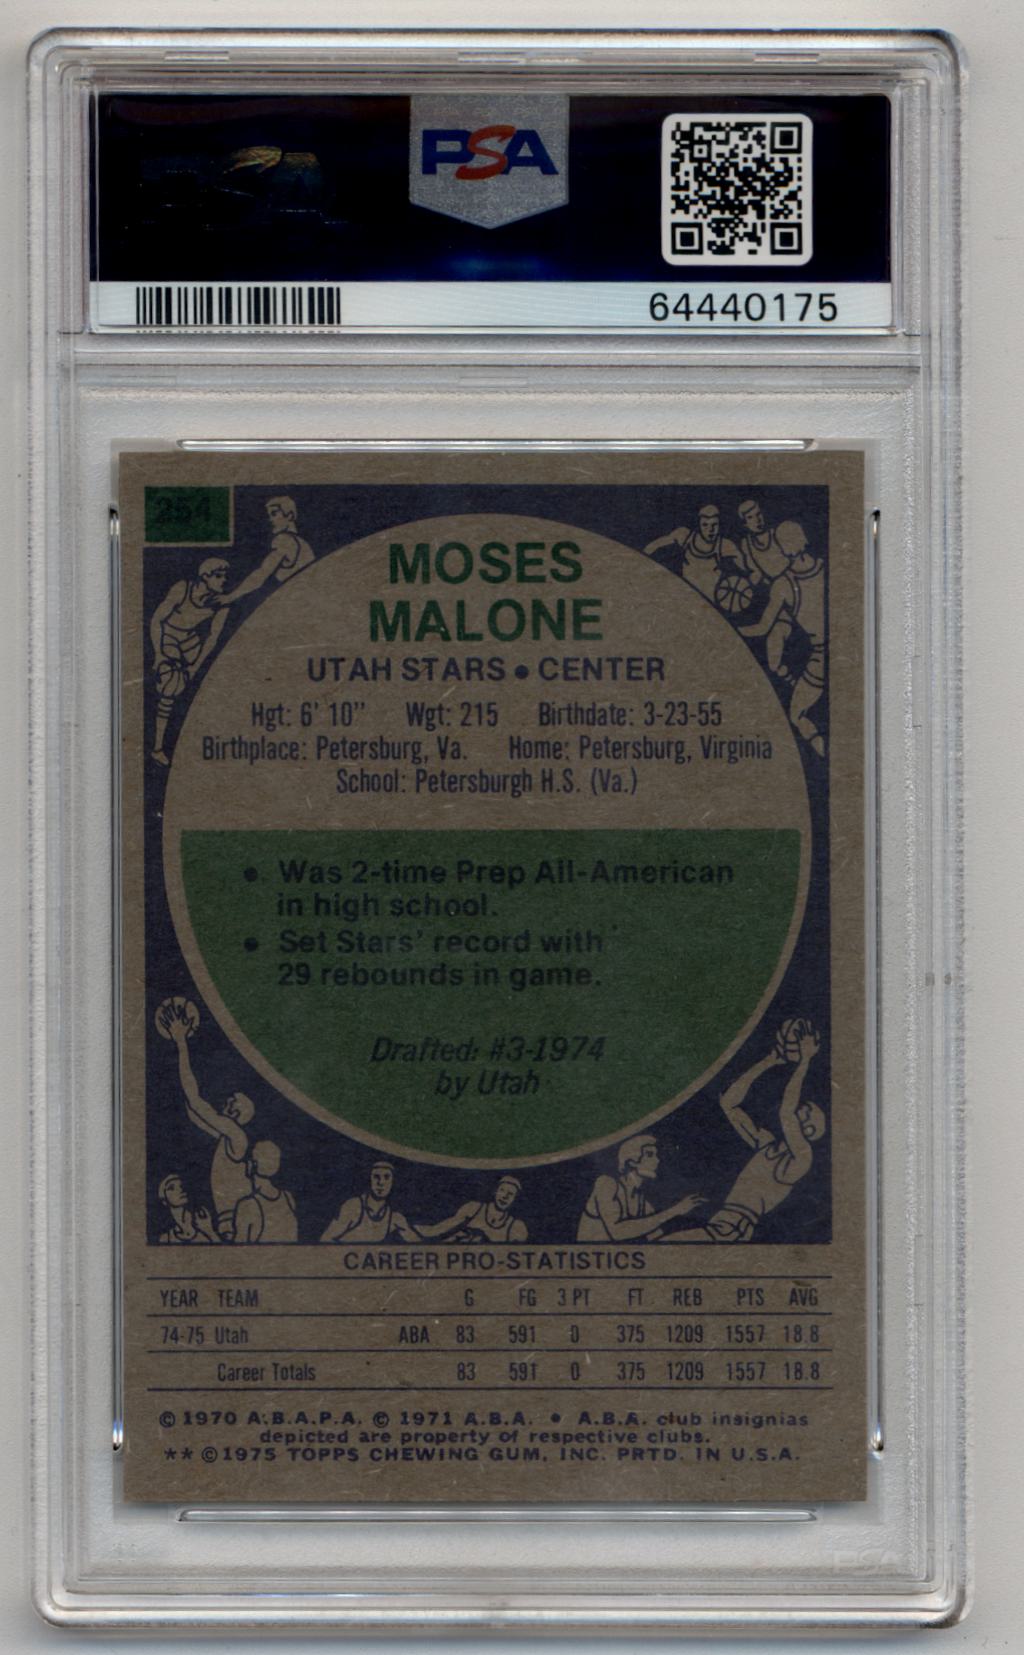 PSA
64440175
254
MOSES
MALONE
UTAH STARS • CENTER
Hgt: 6' 10" Wgt: 215 Birthdate: 3-23-55
Birthplace: Petersburg, Va. Home: Petersburg, Virginia
School: Petersburgh H.S. (Va.)
• Was 2-time Prep All-American
in high school.
• Set Stars' record with
29 rebounds in game.
Drafted: #3-1974
by Utah
CAREER PRO-STATISTICS
YEAR TEAM G FG 3 PT FT REB PTS AVG
74-75 Utah ABA 83 591 0 375 1209 1557 18.8
Career Totals 83 591 0 375 1209 1557 18.8
© 1970 A.B.A.P.A. © 1971 A.B.A. • A.B.A. club insignias
depicted are property of respective clubs.
** © 1975 TOPPS CHEWING GUM, INC. PRTD. IN U.S.A.
PSA